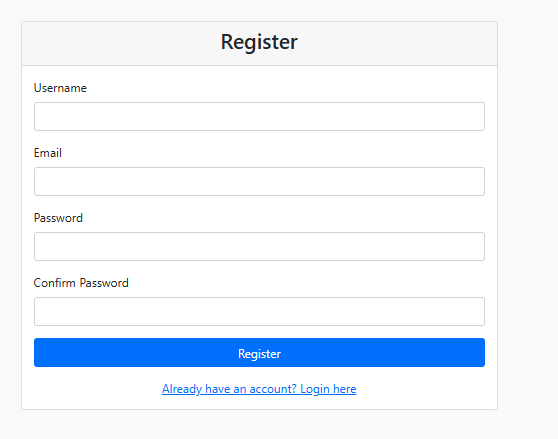 Register
Username
Email
Password
Confirm Password
Register
Already have an account? Login here